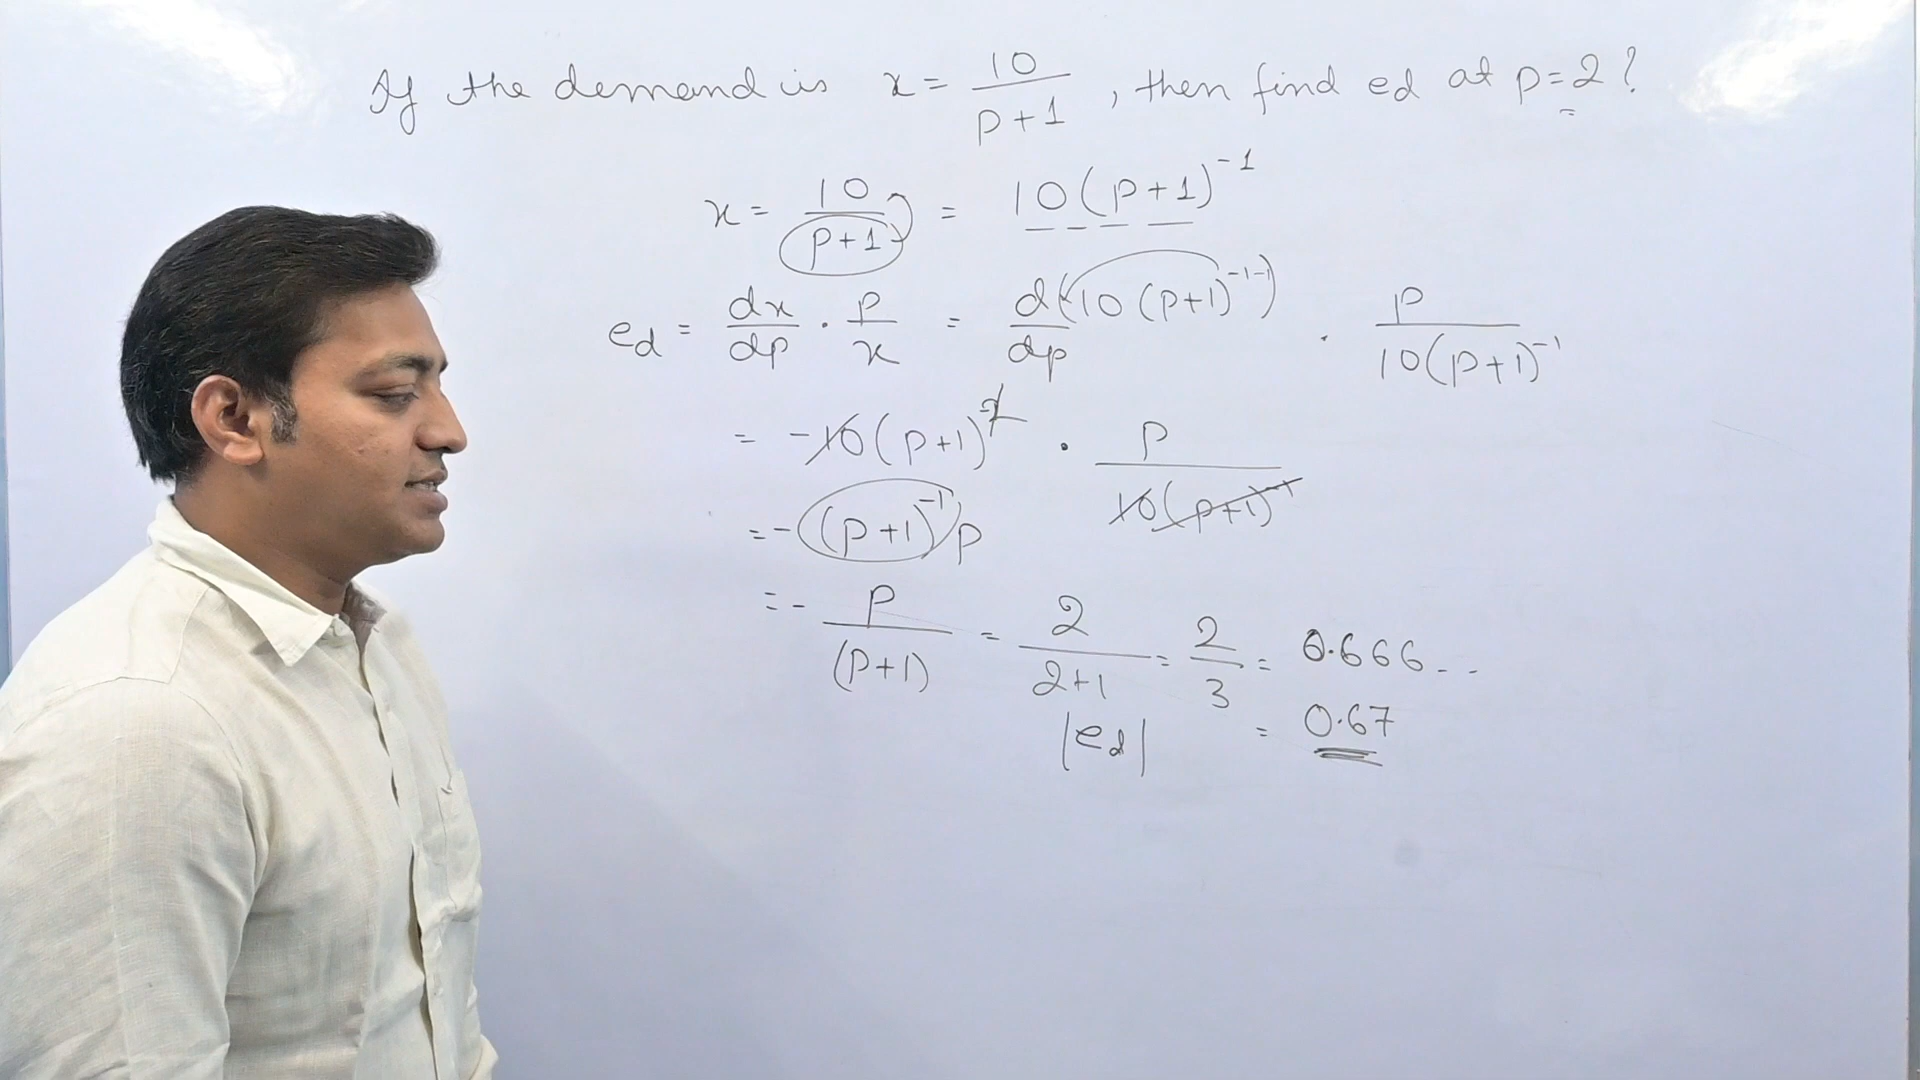 If the demand is x = 10/(p+1), then find ed at p=2?
x = 10/(p+1) = 10(p+1)^-1
ed = dx/dp . p/x = d(10(p+1)^-1-1)/dp . p/(10(p+1)^-1)
= -10(p+1)^-2 . p/(10(p+1)^-1)
= -(p+1)^-1 p
= - p/(p+1) = 2/(2+1) = 2/3 = 0.666...
|ed| = 0.67